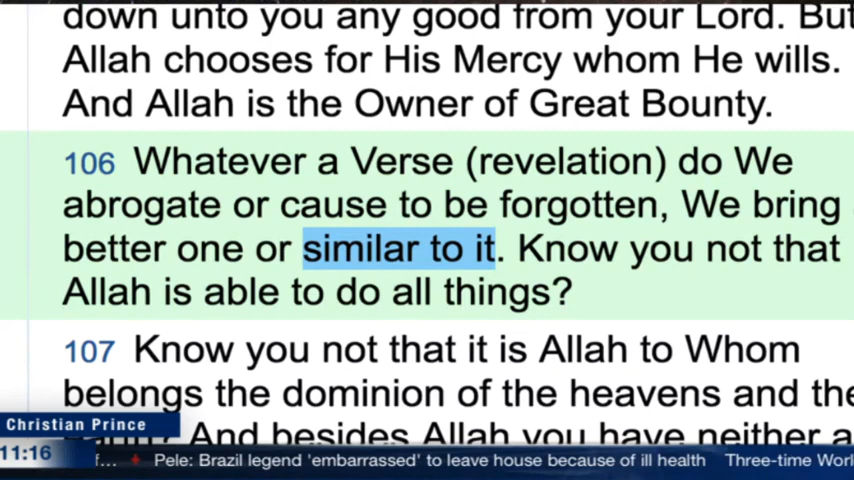 down unto you any good from your Lord. But
Allah chooses for His Mercy whom He wills.
And Allah is the Owner of Great Bounty.
106 Whatever a Verse (revelation) do We
abrogate or cause to be forgotten, We bring
better one or similar to it. Know you not that
Allah is able to do all things?
107 Know you not that it is Allah to Whom
belongs the dominion of the heavens and the
And besides Allah you have neither a
Christian Prince
11:16
f... Pele: Brazil legend 'embarrassed' to leave house because of ill health Three-time Worl